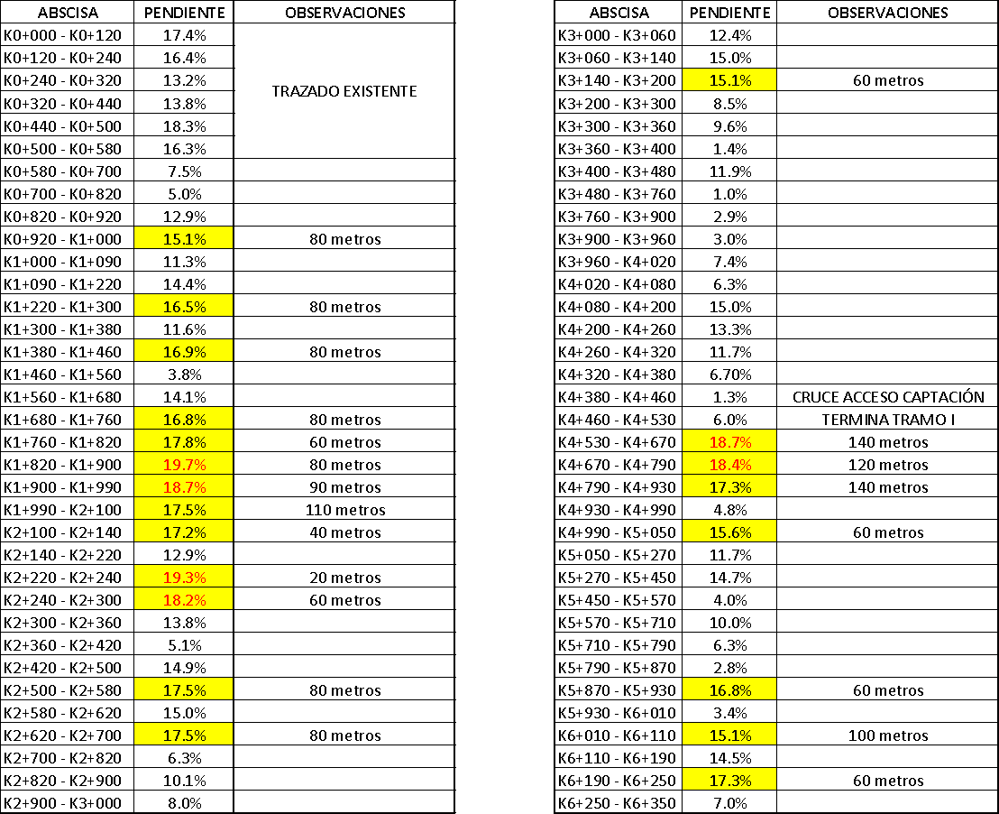 ABSCISA PENDIENTE OBSERVACIONES
K0+000 - K0+120 17.4%
K0+120 - K0+240 16.4%
K0+240 - K0+320 13.2%
TRAZADO EXISTENTE
K0+320 - K0+440 13.8%
K0+440 - K0+500 18.3%
K0+500 - K0+580 16.3%
K0+580 - K0+700 7.5%
K0+700 - K0+820 5.0%
K0+820 - K0+920 12.9%
K0+920 - K1+000 15.1% 80 metros
K1+000 - K1+090 11.3%
K1+090 - K1+220 14.4%
K1+220 - K1+300 16.5% 80 metros
K1+300 - K1+380 11.6%
K1+380 - K1+460 16.9% 80 metros
K1+460 - K1+560 3.8%
K1+560 - K1+680 14.1%
K1+680 - K1+760 16.8% 80 metros
K1+760 - K1+820 17.8% 60 metros
K1+820 - K1+900 19.7% 80 metros
K1+900 - K1+990 18.7% 90 metros
K1+990 - K2+100 17.5% 110 metros
K2+100 - K2+140 17.2% 40 metros
K2+140 - K2+220 12.9%
K2+220 - K2+240 19.3% 20 metros
K2+240 - K2+300 18.2% 60 metros
K2+300 - K2+360 13.8%
K2+360 - K2+420 5.1%
K2+420 - K2+500 14.9%
K2+500 - K2+580 17.5% 80 metros
K2+580 - K2+620 15.0%
K2+620 - K2+700 17.5% 80 metros
K2+700 - K2+820 6.3%
K2+820 - K2+900 10.1%
K2+900 - K3+000 8.0%
ABSCISA PENDIENTE OBSERVACIONES
K3+000 - K3+060 12.4%
K3+060 - K3+140 15.0%
K3+140 - K3+200 15.1% 60 metros
K3+200 - K3+300 8.5%
K3+300 - K3+360 9.6%
K3+360 - K3+400 1.4%
K3+400 - K3+480 11.9%
K3+480 - K3+760 1.0%
K3+760 - K3+900 2.9%
K3+900 - K3+960 3.0%
K3+960 - K4+020 7.4%
K4+020 - K4+080 6.3%
K4+080 - K4+200 15.0%
K4+200 - K4+260 13.3%
K4+260 - K4+320 11.7%
K4+320 - K4+380 6.70%
K4+380 - K4+460 1.3% CRUCE ACCESO CAPTACIÓN
K4+460 - K4+530 6.0% TERMINA TRAMO I
K4+530 - K4+670 18.7% 140 metros
K4+670 - K4+790 18.4% 120 metros
K4+790 - K4+930 17.3% 140 metros
K4+930 - K4+990 4.8%
K4+990 - K5+050 15.6% 60 metros
K5+050 - K5+270 11.7%
K5+270 - K5+450 14.7%
K5+450 - K5+570 4.0%
K5+570 - K5+710 10.0%
K5+710 - K5+790 6.3%
K5+790 - K5+870 2.8%
K5+870 - K5+930 16.8% 60 metros
K5+930 - K6+010 3.4%
K6+010 - K6+110 15.1% 100 metros
K6+110 - K6+190 14.5%
K6+190 - K6+250 17.3% 60 metros
K6+250 - K6+350 7.0%